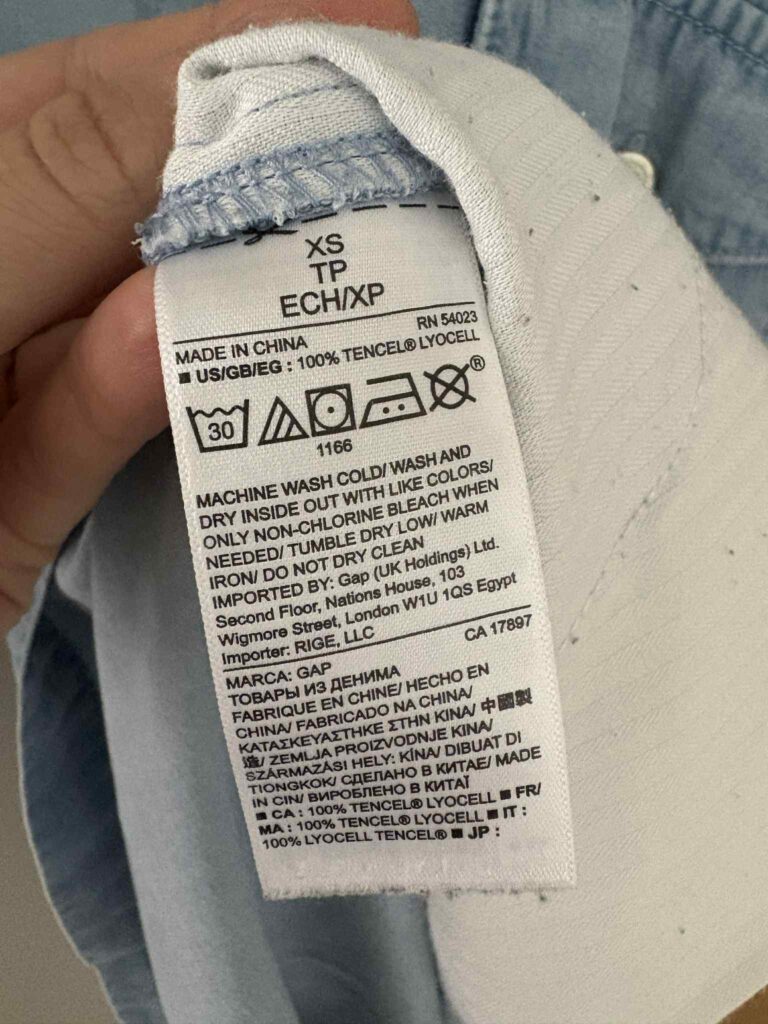 XS
TP
ECH/XP
RN 54023
MADE IN CHINA
■ US/GB/EG : 100% TENCEL® LYOCELL
30
®
1166
MACHINE WASH COLD/ WASH AND
DRY INSIDE OUT WITH LIKE COLORS/
ONLY NON-CHLORINE BLEACH WHEN
NEEDED/ TUMBLE DRY LOW/ WARM
IRON/ DO NOT DRY CLEAN
IMPORTED BY: Gap (UK Holdings) Ltd.
Second Floor, Nations House, 103
Wigmore Street, London W1U 1QS Egypt
Importer: RIGE, LLC
CA 17897
MARCA: GAP
ТОВАРЫ ИЗ ДЕНИМА
FABRIQUE EN CHINE/ HECHO EN
CHINA/ FABRICADO NA CHINA/
ΚΑΤΑΣΚΕΥΑΣΤΗΚΕ ΣΤΗΝ ΚΙΝΑ/ 中國製
造/ ZEMLJA PROIZVODNJE KINA/
SZÁRMAZÁSI HELY: KÍNA/ DIBUAT DI
TIONGKOK/ СДЕЛАНО В КИТАЕ/ MADE
IN CIN/ ВИРОБЛЕНО В КИТАЇ
■ CA : 100% TENCEL® LYOCELL ■ FR/
MA : 100% TENCEL® LYOCELL ■ IT :
100% LYOCELL TENCEL® ■ JP :